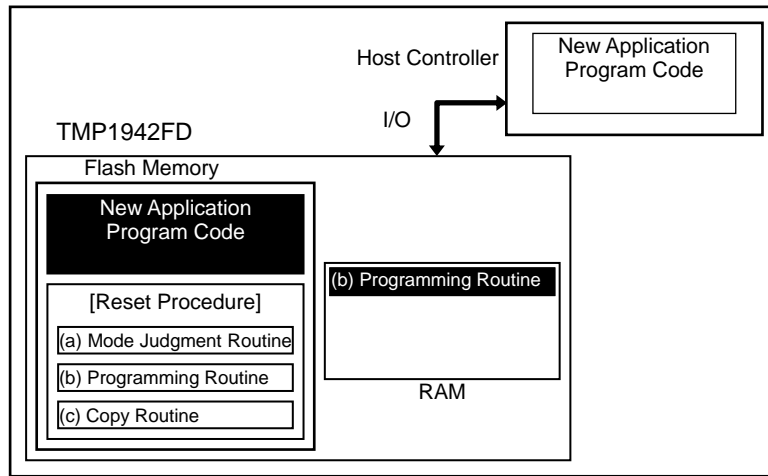 Host Controller
New Application
Program Code
I/O
TMP1942FD
Flash Memory
New Application
Program Code
[Reset Procedure]
(a) Mode Judgment Routine
(b) Programming Routine
(c) Copy Routine
(b) Programming Routine
RAM